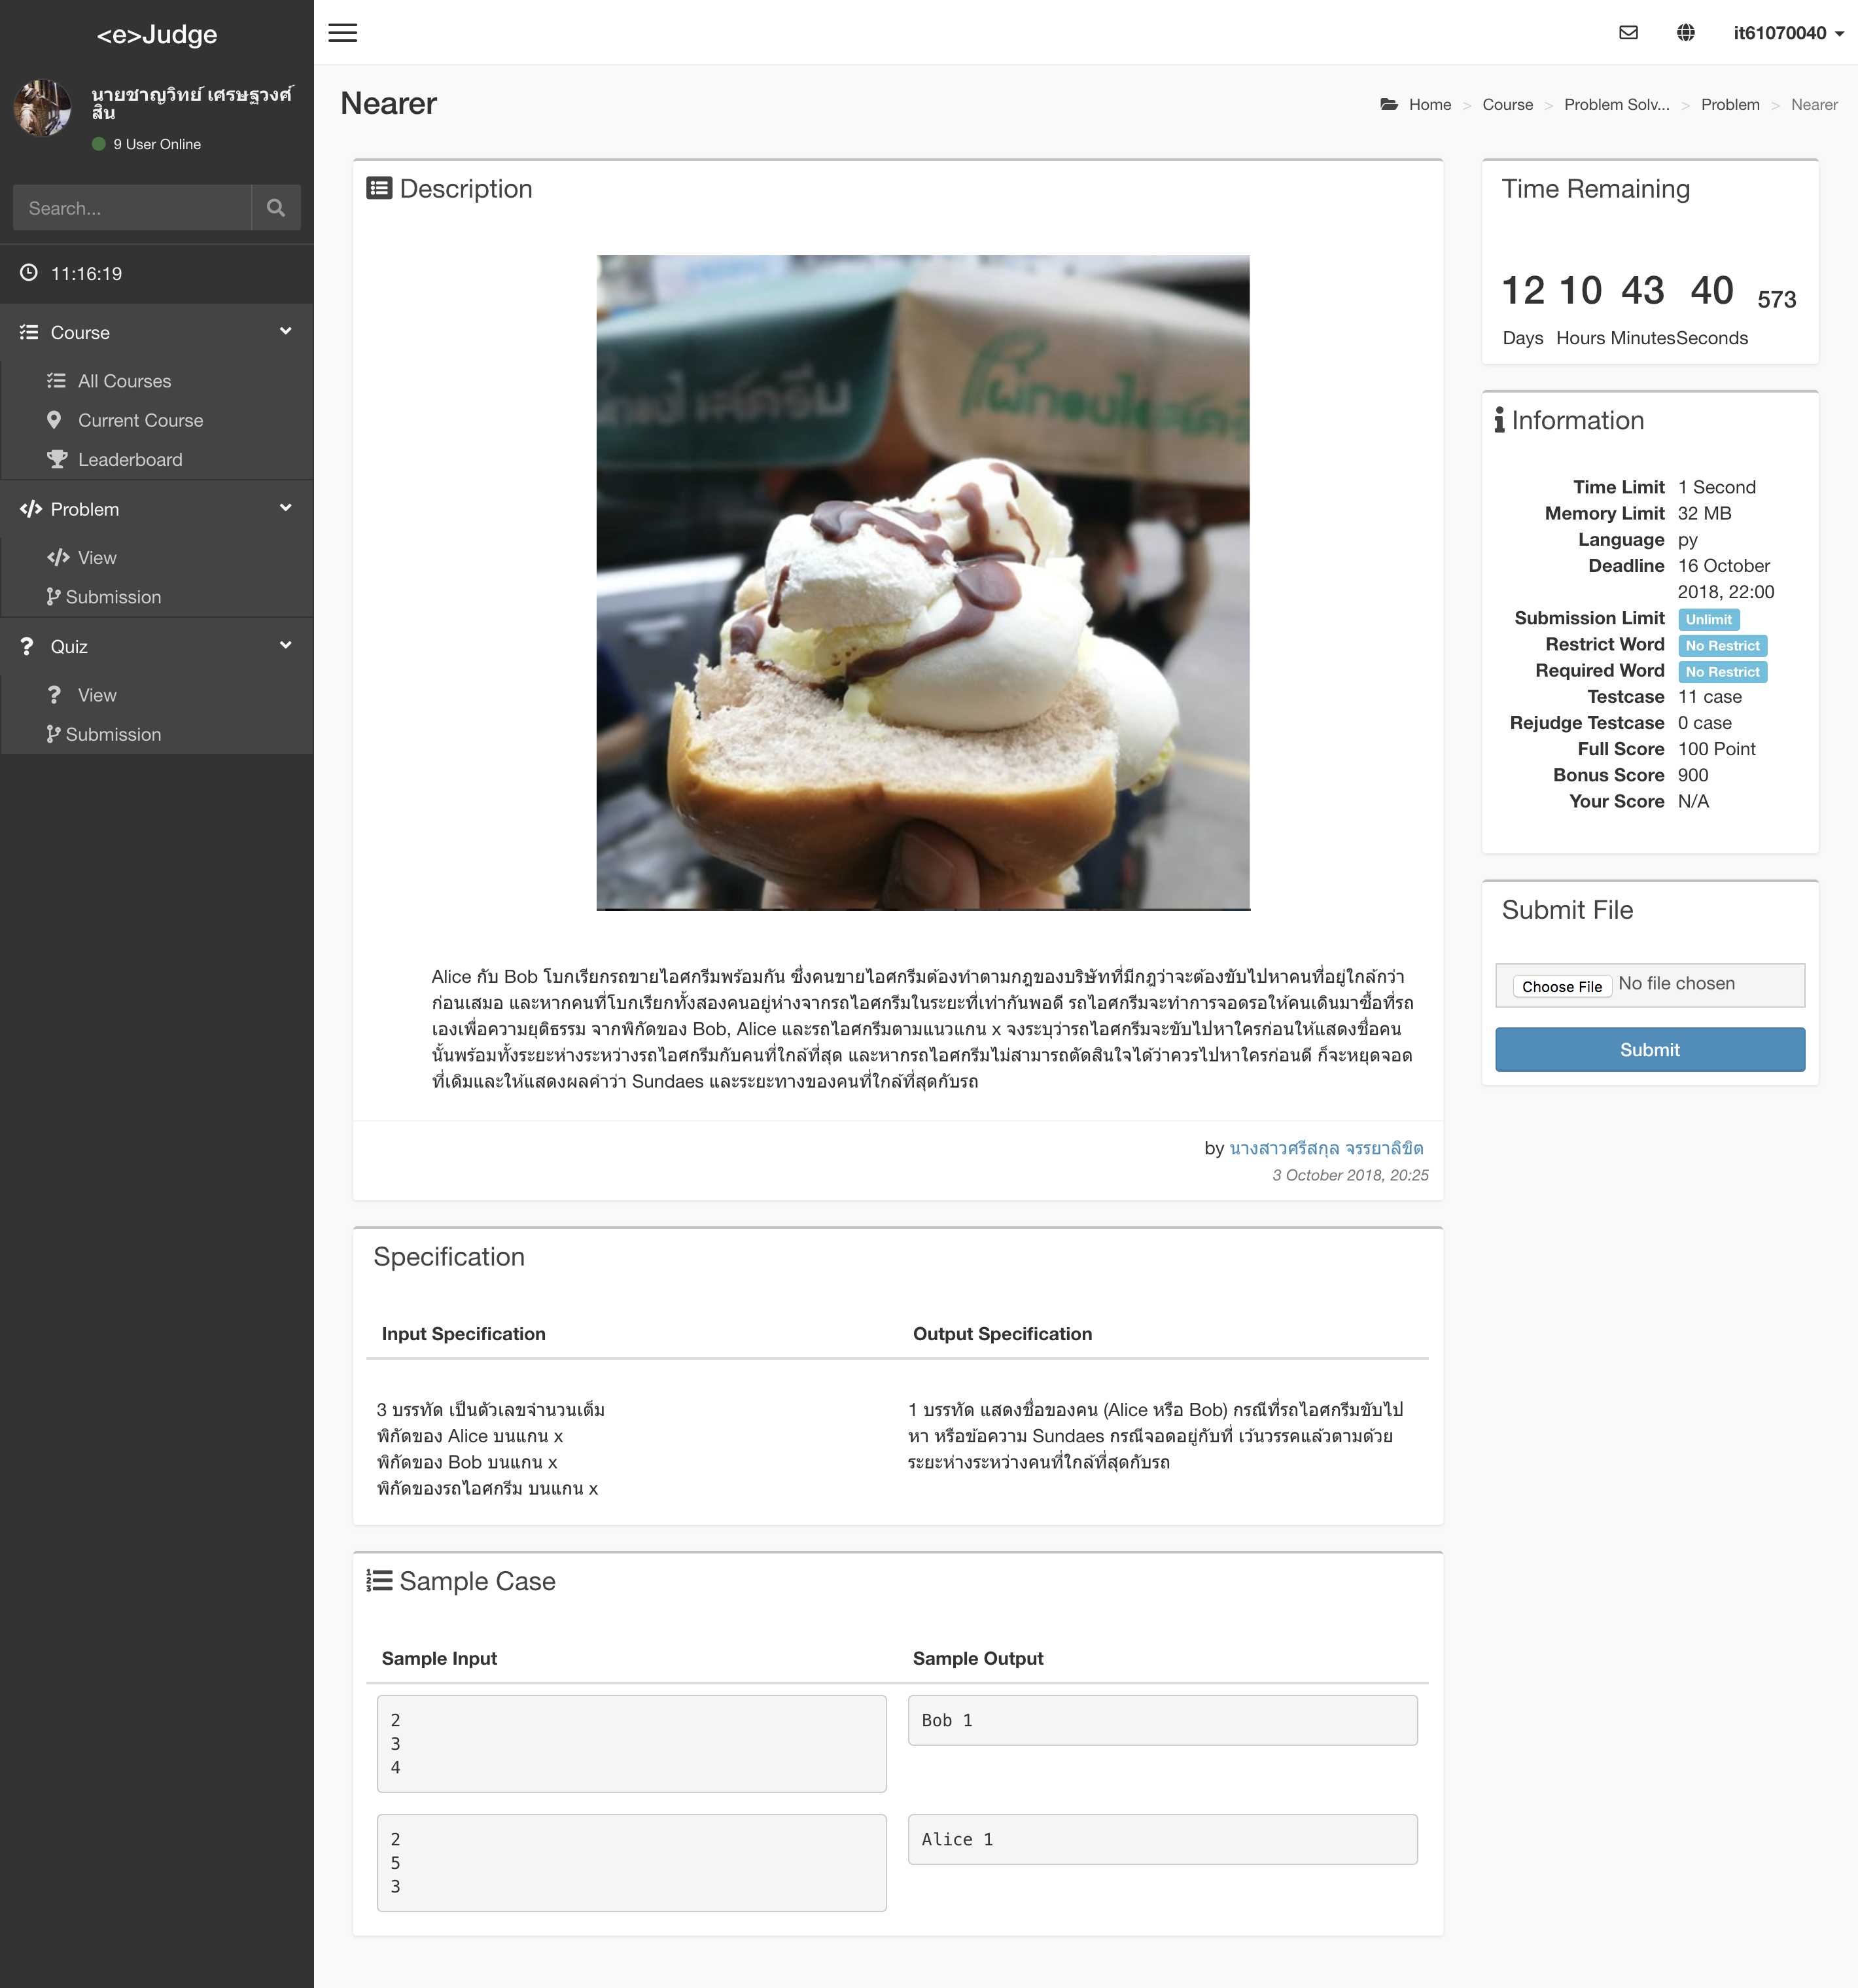 <e>Judge
นายชาญวิทย์ เศรษฐวงศ์
สิน
9 User Online
Search...
11:16:19
Course
All Courses
Current Course
Leaderboard
Problem
View
Submission
Quiz
View
Submission
it61070040
Nearer
Home > Course > Problem Solv... > Problem > Nearer
Description
ไผ่ทองไอศครีม
Alice กับ Bob โบกเรียกรถขายไอศกรีมพร้อมกัน ซึ่งคนขายไอศกรีมต้องทำตามกฎของบริษัทที่มีกฎว่าจะต้องขับไปหาคนที่อยู่ใกล้กว่า
ก่อนเสมอ และหากคนที่โบกเรียกทั้งสองคนอยู่ห่างจากรถไอศกรีมในระยะที่เท่ากันพอดี รถไอศกรีมจะทำการจอดรอให้คนเดินมาซื้อที่รถ
เองเพื่อความยุติธรรม จากพิกัดของ Bob, Alice และรถไอศกรีมตามแนวแกน x จงระบุว่ารถไอศกรีมจะขับไปหาใครก่อนให้แสดงชื่อคน
นั้นพร้อมทั้งระยะห่างระหว่างรถไอศกรีมกับคนที่ใกล้ที่สุด และหากรถไอศกรีมไม่สามารถตัดสินใจได้ว่าควรไปหาใครก่อนดี ก็จะหยุดจอด
ที่เดิมและให้แสดงผลคำว่า Sundaes และระยะทางของคนที่ใกล้ที่สุดกับรถ
by นางสาวศรีสกุล จรรยาลิขิต
3 October 2018, 20:25
Time Remaining
12 10 43 40 573
Days Hours Minutes Seconds
Information
Time Limit 1 Second
Memory Limit 32 MB
Language py
Deadline 16 October
2018, 22:00
Submission Limit Unlimit
Restrict Word No Restrict
Required Word No Restrict
Testcase 11 case
Rejudge Testcase 0 case
Full Score 100 Point
Bonus Score 900
Your Score N/A
Submit File
Choose File No file chosen
Submit
Specification
Input Specification
3 บรรทัด เป็นตัวเลขจำนวนเต็ม
พิกัดของ Alice บนแกน x
พิกัดของ Bob บนแกน x
พิกัดของรถไอศกรีม บนแกน x
Output Specification
1 บรรทัด แสดงชื่อของคน (Alice หรือ Bob) กรณีที่รถไอศกรีมขับไป
หา หรือข้อความ Sundaes กรณีจอดอยู่กับที่ เว้นวรรคแล้วตามด้วย
ระยะห่างระหว่างคนที่ใกล้ที่สุดกับรถ
Sample Case
Sample Input
Sample Output
2
3
4
Bob 1
2
5
3
Alice 1